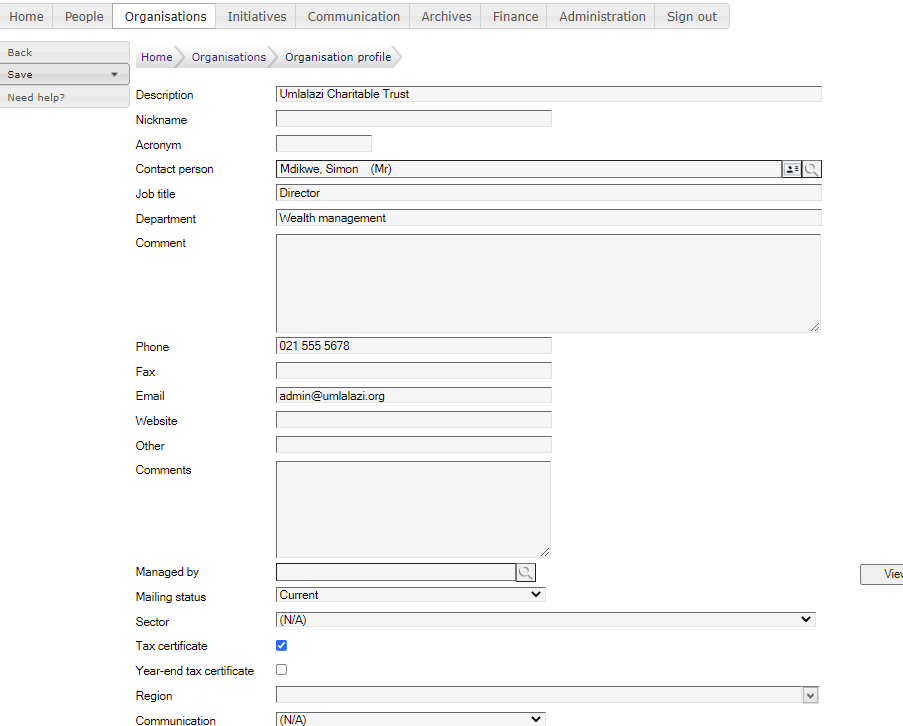 Home People Organisations Initiatives Communication Archives Finance Administration Sign out
Back
Save
Need help?
Home Organisations Organisation profile
Description Umlalazi Charitable Trust
Nickname
Acronym
Contact person Mdikwe, Simon (Mr)
Job title Director
Department Wealth management
Comment
Phone 021 555 5678
Fax
Email admin@umlalazi.org
Website
Other
Comments
Managed by
Mailing status Current
Sector (N/A)
Tax certificate
Year-end tax certificate
Region
Communication (N/A)